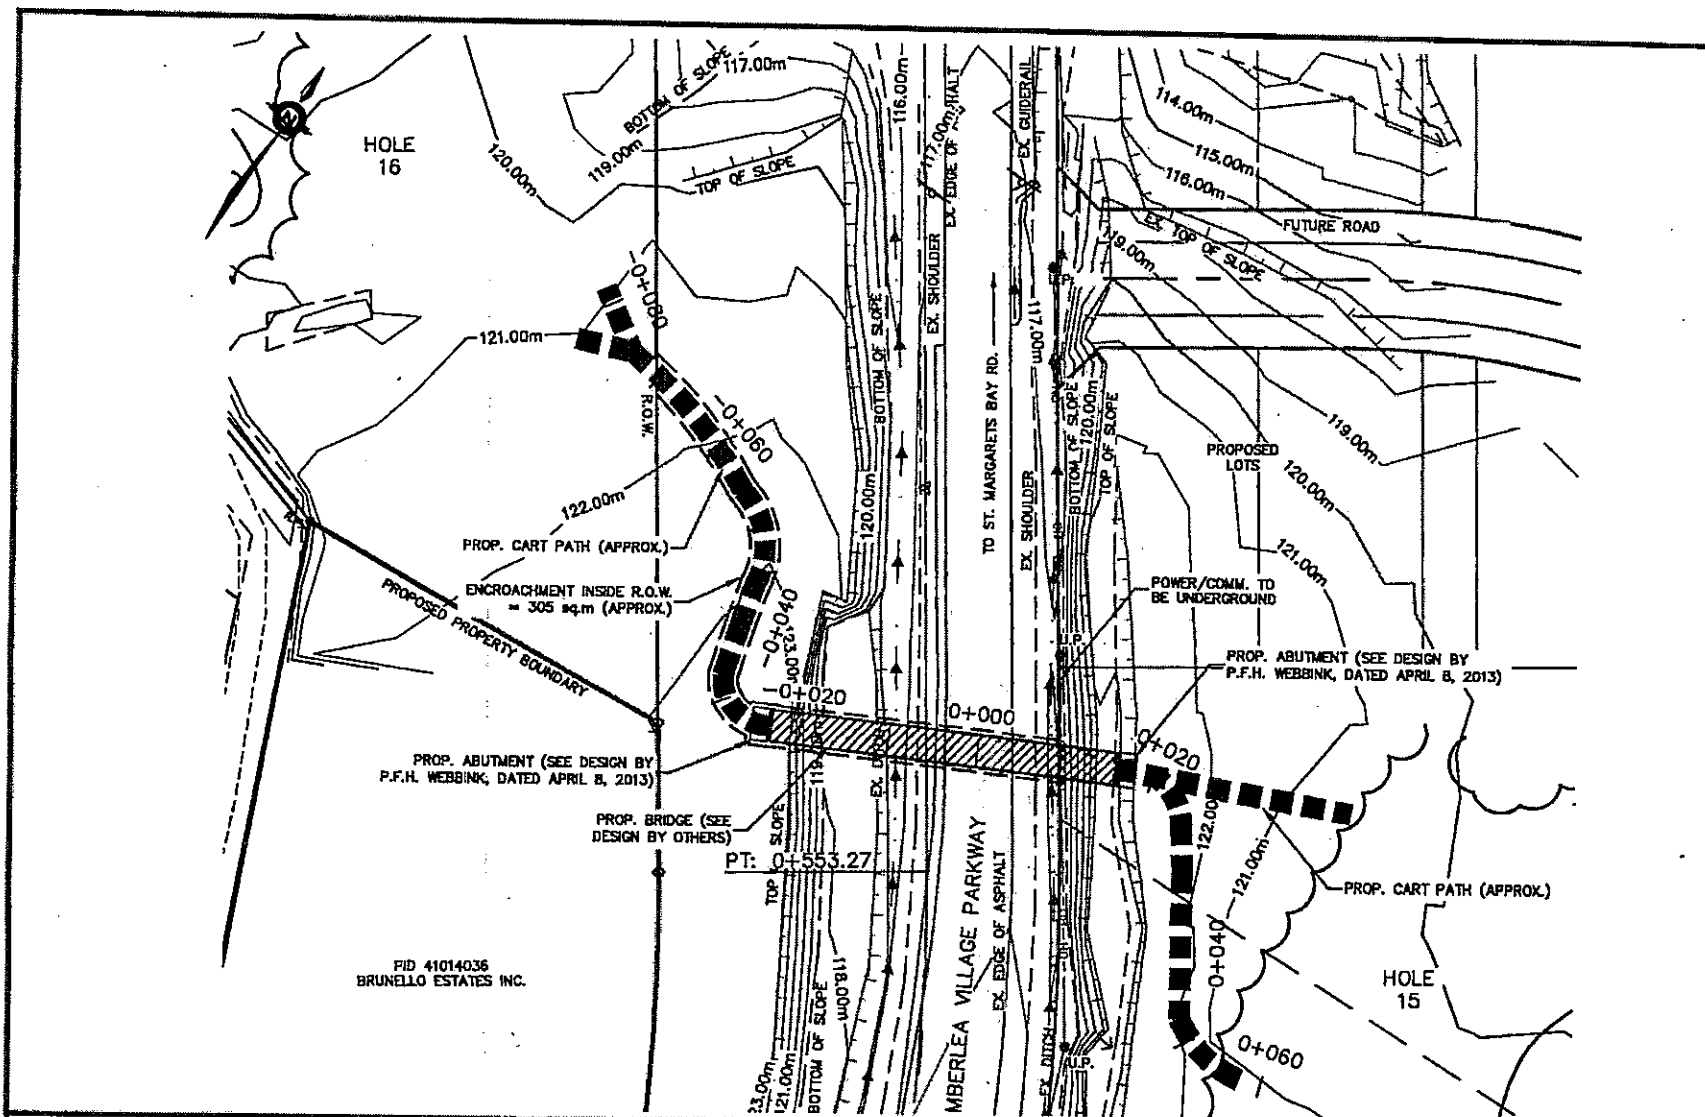 HOLE
16
N
120.00m
BOTTOM OF SLOPE
117.00m
119.00m
TOP OF SLOPE
116.00m
117.00m
EX. EDGE OF ASPHALT
EX. GUIDERAIL
114.00m
115.00m
116.00m
FUTURE ROAD
EX. TOP OF SLOPE
119.00m
-0+080
121.00m
R.O.W.
-0+060
BOTTOM OF SLOPE
EX. SHOULDER
TO ST. MARGARETS BAY RD.
117.00m
120.00m
BOTTOM OF SLOPE
TOP OF SLOPE
119.00m
PROPOSED
LOTS
120.00m
122.00m
120.00m
EX. SHOULDER
121.00m
PROP. CART PATH (APPROX.)
ENCROACHMENT INSIDE R.O.W.
= 305 sq.m (APPROX.)
PROPOSED PROPERTY BOUNDARY
-0+040
123.00m
POWER/COMM. TO
BE UNDERGROUND
U.P.
PROP. ABUTMENT (SEE DESIGN BY
P.F.H. WEBBINK, DATED APRIL 8, 2013)
-0+020
0+000
0+020
PROP. ABUTMENT (SEE DESIGN BY
P.F.H. WEBBINK, DATED APRIL 8, 2013)
EX. DITCH
PROP. BRIDGE (SEE
DESIGN BY OTHERS)
PT: 0+553.27
TOP SLOPE
122.00
121.00m
PROP. CART PATH (APPROX.)
MBERLEA VILLAGE PARKWAY
EX. EDGE OF ASPHALT
0+040
HOLE
15
PID 41014036
BRUNELLO ESTATES INC.
118.00m
BOTTOM OF SLOPE
23.00m
121.00m
EX DITCH
U.P.
0+060